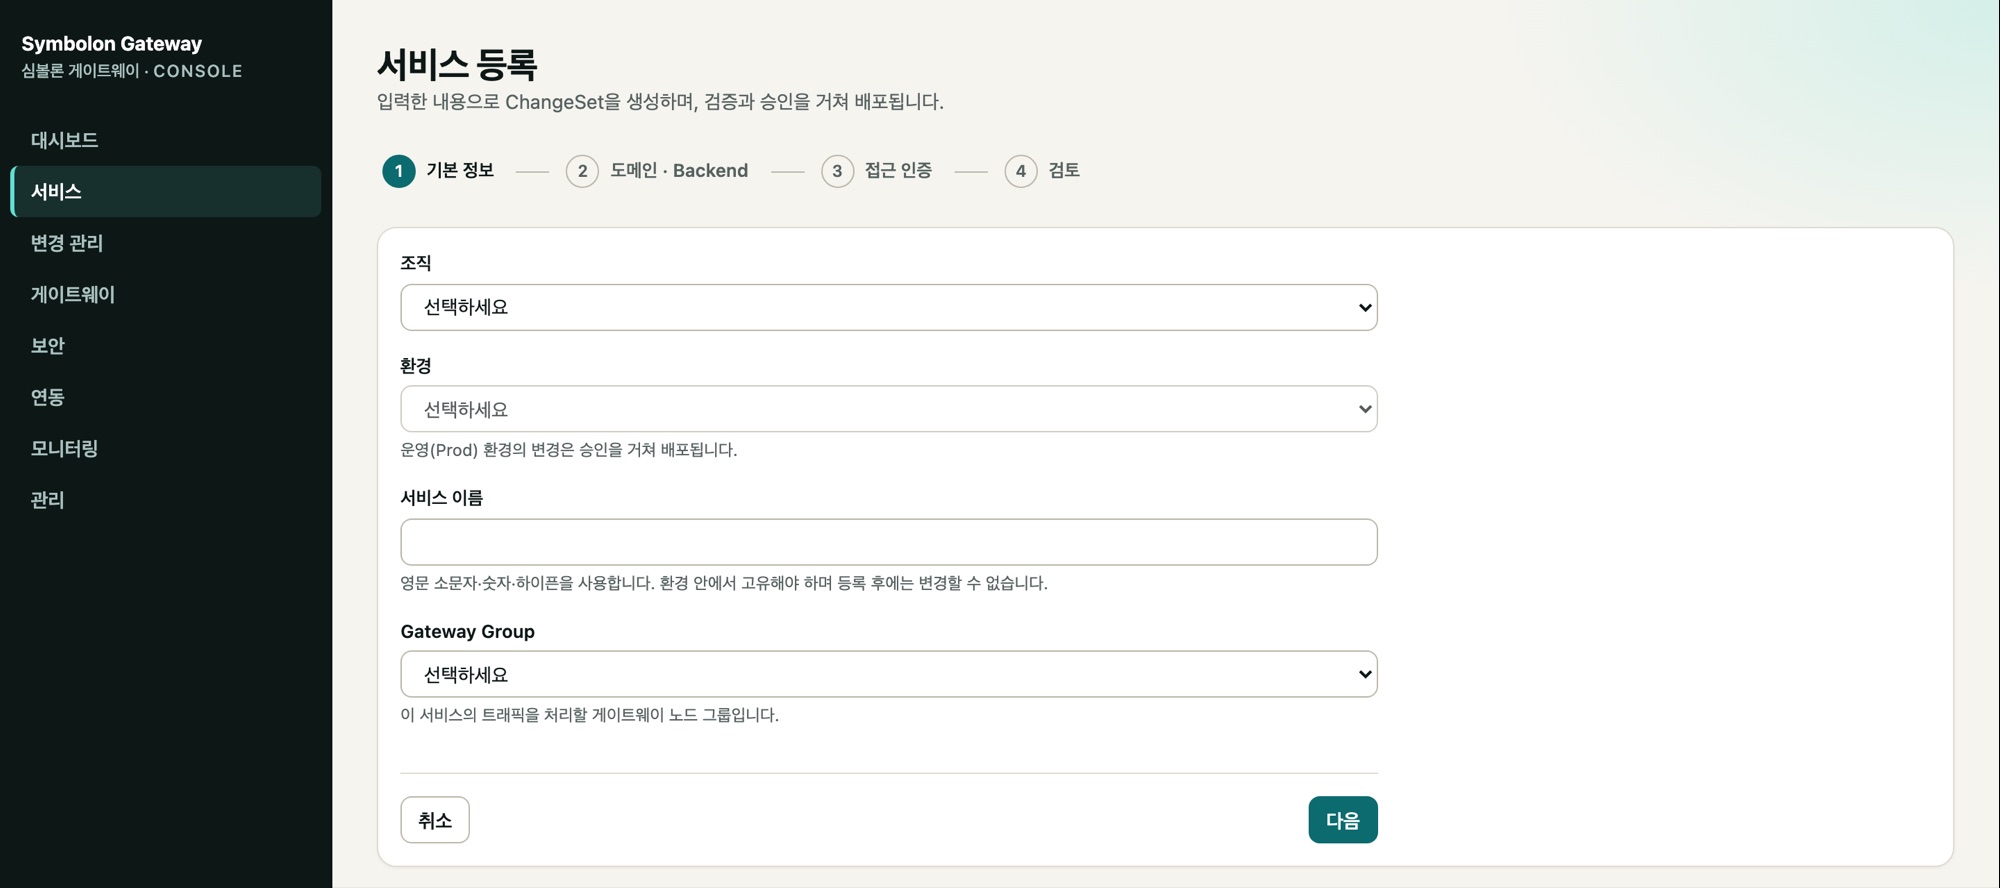 Symbolon Gateway
심볼론 게이트웨이 · CONSOLE
대시보드
서비스
변경 관리
게이트웨이
보안
연동
모니터링
관리
서비스 등록
입력한 내용으로 ChangeSet을 생성하며, 검증과 승인을 거쳐 배포됩니다.
1 기본 정보 2 도메인 · Backend 3 접근 인증 4 검토
조직
선택하세요
환경
선택하세요
운영(Prod) 환경의 변경은 승인을 거쳐 배포됩니다.
서비스 이름
영문 소문자·숫자·하이픈을 사용합니다. 환경 안에서 고유해야 하며 등록 후에는 변경할 수 없습니다.
Gateway Group
선택하세요
이 서비스의 트래픽을 처리할 게이트웨이 노드 그룹입니다.
취소 다음